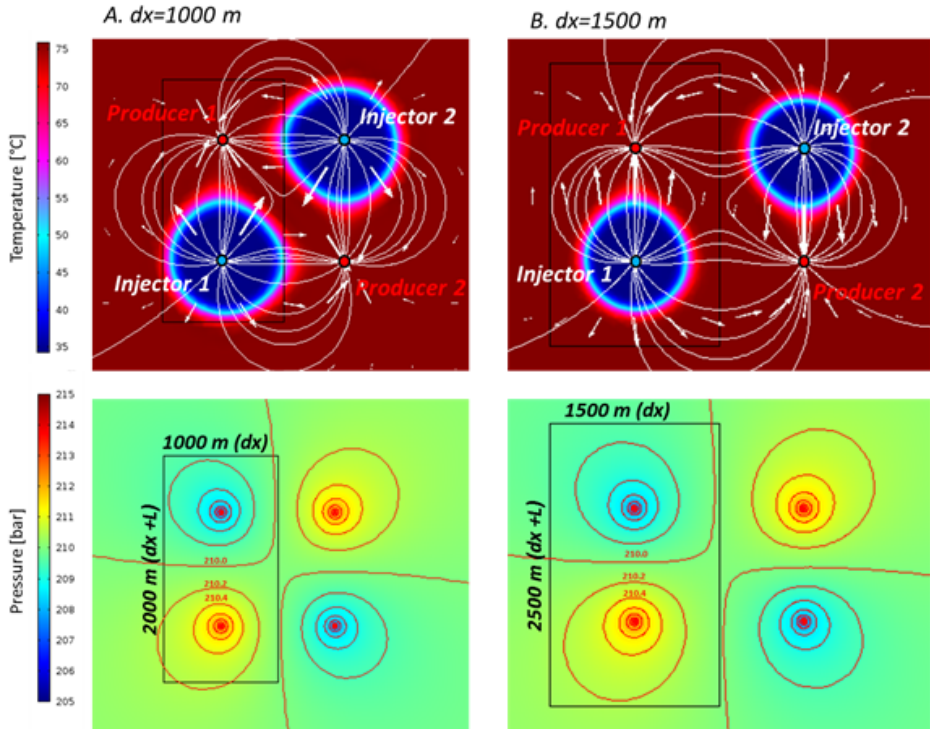 A. dx=1000 m
B. dx=1500 m
Temperature [°C]
75
70
65
60
55
50
45
40
35
Producer 1
Injector 2
Injector 1
Producer 2
Producer 1
Injector 2
Injector 1
Producer 2
Pressure [bar]
215
214
213
212
211
210
209
208
207
206
205
1000 m (dx)
2000 m (dx +L)
210.0
210.2
210.4
1500 m (dx)
2500 m (dx +L)
210.0
210.2
210.4